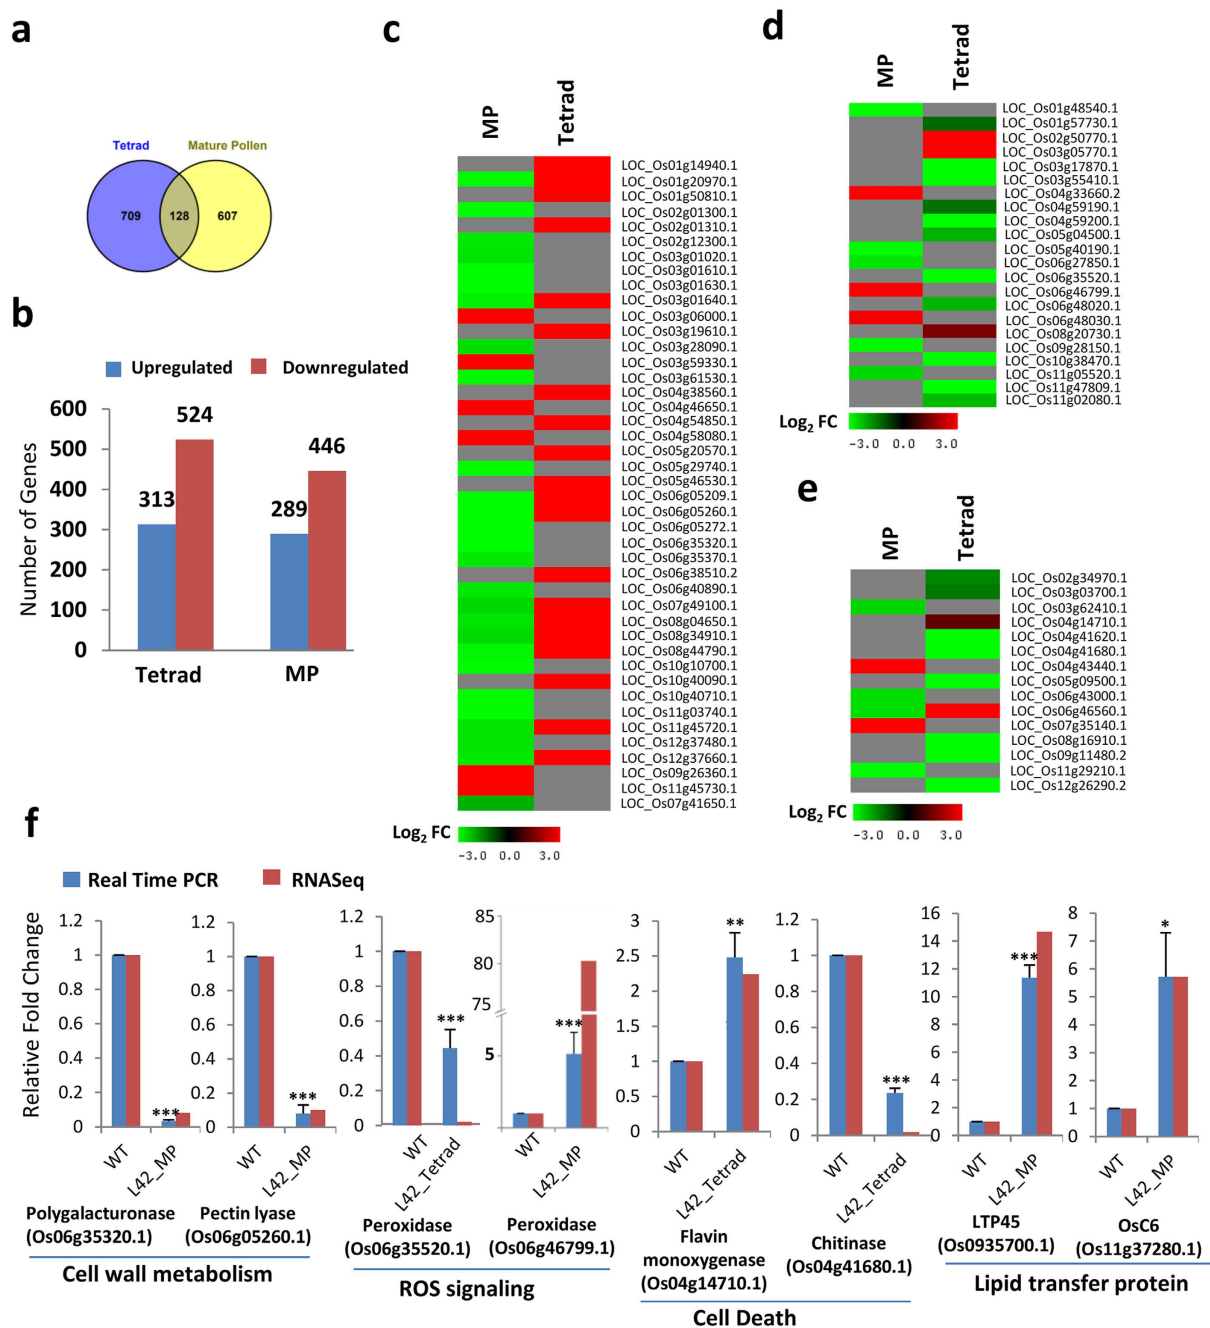 a
Tetrad Mature Pollen
709 128 607
b
Upregulated Downregulated
Number of Genes
600
500
400
300
200
100
0
313
524
289
446
Tetrad MP
c
MP Tetrad
LOC_Os01g14940.1
LOC_Os01g20970.1
LOC_Os01g50810.1
LOC_Os02g01300.1
LOC_Os02g01310.1
LOC_Os02g12300.1
LOC_Os03g01020.1
LOC_Os03g01610.1
LOC_Os03g01630.1
LOC_Os03g01640.1
LOC_Os03g06000.1
LOC_Os03g19610.1
LOC_Os03g28090.1
LOC_Os03g59330.1
LOC_Os03g61530.1
LOC_Os04g38560.1
LOC_Os04g46650.1
LOC_Os04g54850.1
LOC_Os04g58080.1
LOC_Os05g20570.1
LOC_Os05g29740.1
LOC_Os05g46530.1
LOC_Os06g05209.1
LOC_Os06g05260.1
LOC_Os06g05272.1
LOC_Os06g35320.1
LOC_Os06g35370.1
LOC_Os06g38510.2
LOC_Os06g40890.1
LOC_Os07g49100.1
LOC_Os08g04650.1
LOC_Os08g34910.1
LOC_Os08g44790.1
LOC_Os10g10700.1
LOC_Os10g40090.1
LOC_Os10g40710.1
LOC_Os11g03740.1
LOC_Os11g45720.1
LOC_Os12g37480.1
LOC_Os12g37660.1
LOC_Os09g26360.1
LOC_Os11g45730.1
LOC_Os07g41650.1
Log2 FC
-3.0 0.0 3.0
d
MP Tetrad
LOC_Os01g48540.1
LOC_Os01g57730.1
LOC_Os02g50770.1
LOC_Os03g05770.1
LOC_Os03g17870.1
LOC_Os03g55410.1
LOC_Os04g33660.2
LOC_Os04g59190.1
LOC_Os04g59200.1
LOC_Os05g04500.1
LOC_Os05g40190.1
LOC_Os06g27850.1
LOC_Os06g35520.1
LOC_Os06g46799.1
LOC_Os06g48020.1
LOC_Os06g48030.1
LOC_Os08g20730.1
LOC_Os09g28150.1
LOC_Os10g38470.1
LOC_Os11g05520.1
LOC_Os11g47809.1
LOC_Os11g02080.1
Log2 FC
-3.0 0.0 3.0
e
MP Tetrad
LOC_Os02g34970.1
LOC_Os03g03700.1
LOC_Os03g62410.1
LOC_Os04g14710.1
LOC_Os04g41620.1
LOC_Os04g41680.1
LOC_Os04g43440.1
LOC_Os05g09500.1
LOC_Os06g43000.1
LOC_Os06g46560.1
LOC_Os07g35140.1
LOC_Os08g16910.1
LOC_Os09g11480.2
LOC_Os11g29210.1
LOC_Os12g26290.2
Log2 FC
-3.0 0.0 3.0
f
Real Time PCR RNASeq
Relative Fold Change
1.2
1
0.8
0.6
0.4
0.2
0
***
WT L42_MP
Polygalacturonase
(Os06g35320.1)
1.2
1
0.8
0.6
0.4
0.2
0
***
WT L42_MP
Pectin lyase
(Os06g05260.1)
Cell wall metabolism
1.2
1
0.8
0.6
0.4
0.2
0
***
WT L42_Tetrad
Peroxidase
(Os06g35520.1)
85
80
75
5
***
WT L42_MP
Peroxidase
(Os06g46799.1)
ROS signaling
3
2.5
2
1.5
1
0.5
0
**
WT L42_Tetrad
Flavin
monoxygenase
(Os04g14710.1)
1.2
1
0.8
0.6
0.4
0.2
0
***
WT L42_Tetrad
Chitinase
(Os04g41680.1)
Cell Death
16
14
12
10
8
6
4
2
0
***
WT L42_MP
LTP45
(Os0935700.1)
8
7
6
5
4
3
2
1
0
*
WT L42_MP
OsC6
(Os11g37280.1)
Lipid transfer protein